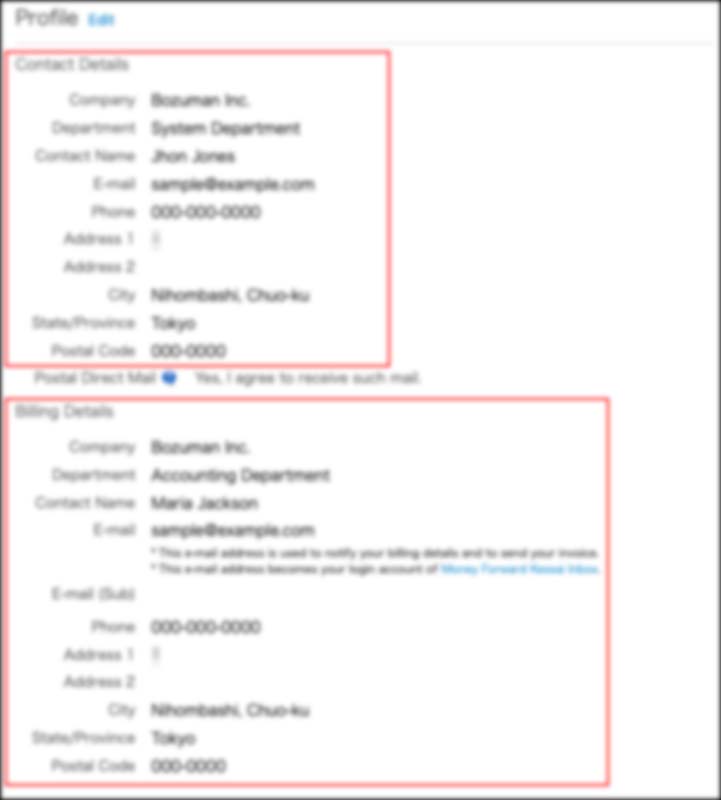 Profile Edit
Contact Details
Company Bozuman Inc.
Department System Department
Contact Name Jhon Jones
E-mail sample@example.com
Phone 000-000-0000
Address 1
Address 2
City Nihombashi, Chuo-ku
State/Province Tokyo
Postal Code 000-0000
Postal Direct Mail Yes, I agree to receive such mail.
Billing Details
Company Bozuman Inc.
Department Accounting Department
Contact Name Maria Jackson
E-mail sample@example.com
* This e-mail address is used to notify your billing details and to send your invoice.
* This e-mail address becomes your login account of Money Forward Kessai Inbox.
E-mail (Sub)
Phone 000-000-0000
Address 1
Address 2
City Nihombashi, Chuo-ku
State/Province Tokyo
Postal Code 000-0000